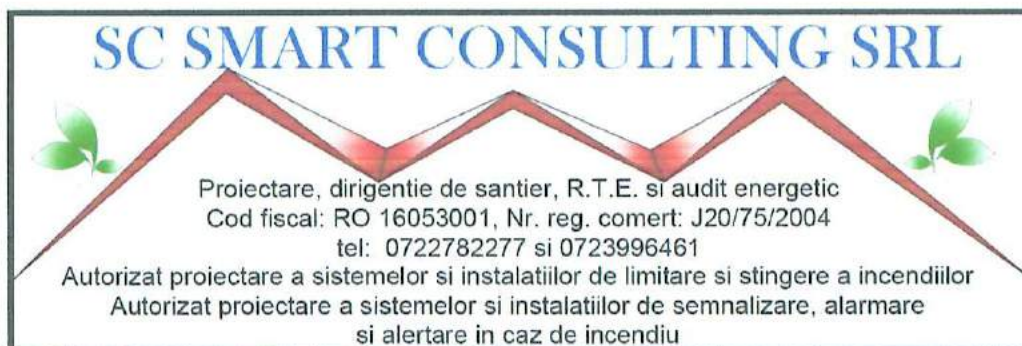 SC SMART CONSULTING SRL
Proiectare, dirigentie de santier, R.T.E. si audit energetic
Cod fiscal: RO 16053001, Nr. reg. comert: J20/75/2004
tel: 0722782277 si 0723996461
Autorizat proiectare a sistemelor si instalatiilor de limitare si stingere a incendiilor
Autorizat proiectare a sistemelor si instalatiilor de semnalizare, alarmare
si alertare in caz de incendiu